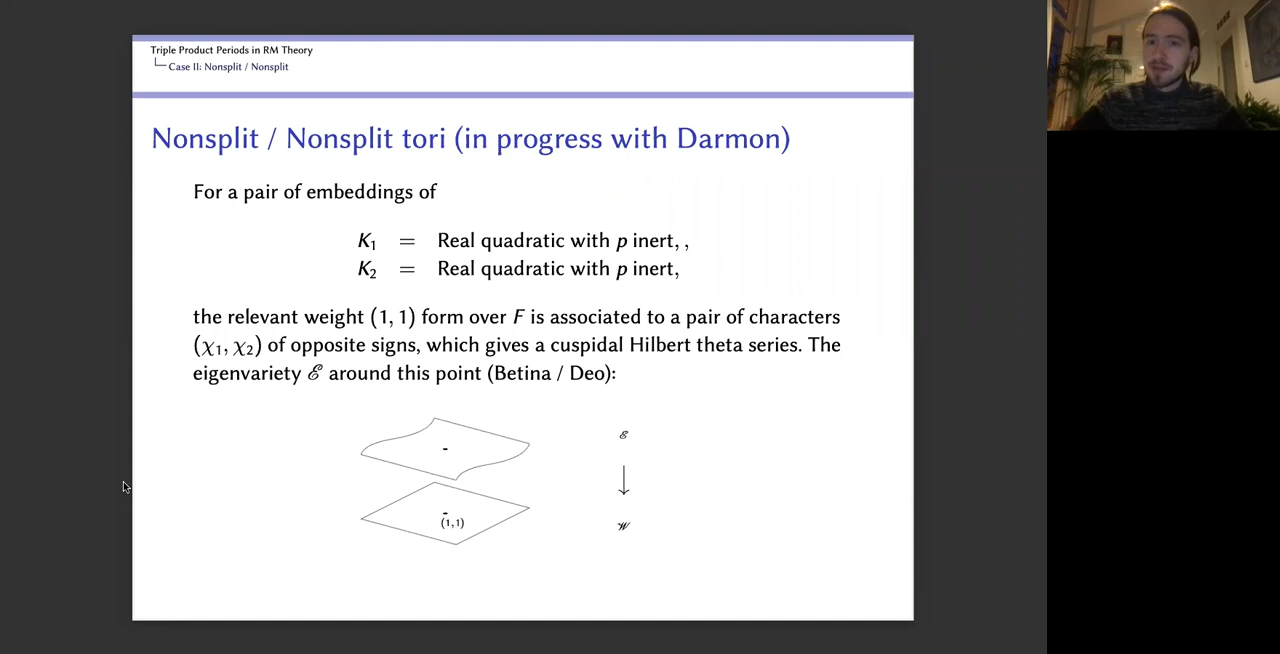 Triple Product Periods in RM Theory
Case II: Nonsplit / Nonsplit
Nonsplit / Nonsplit tori (in progress with Darmon)
For a pair of embeddings of
K₁ = Real quadratic with p inert, ,
K₂ = Real quadratic with p inert,
the relevant weight (1, 1) form over F is associated to a pair of characters
(χ₁, χ₂) of opposite signs, which gives a cuspidal Hilbert theta series. The
eigenvariety ℰ around this point (Betina / Deo):
ℰ
(1,1)
𝒲